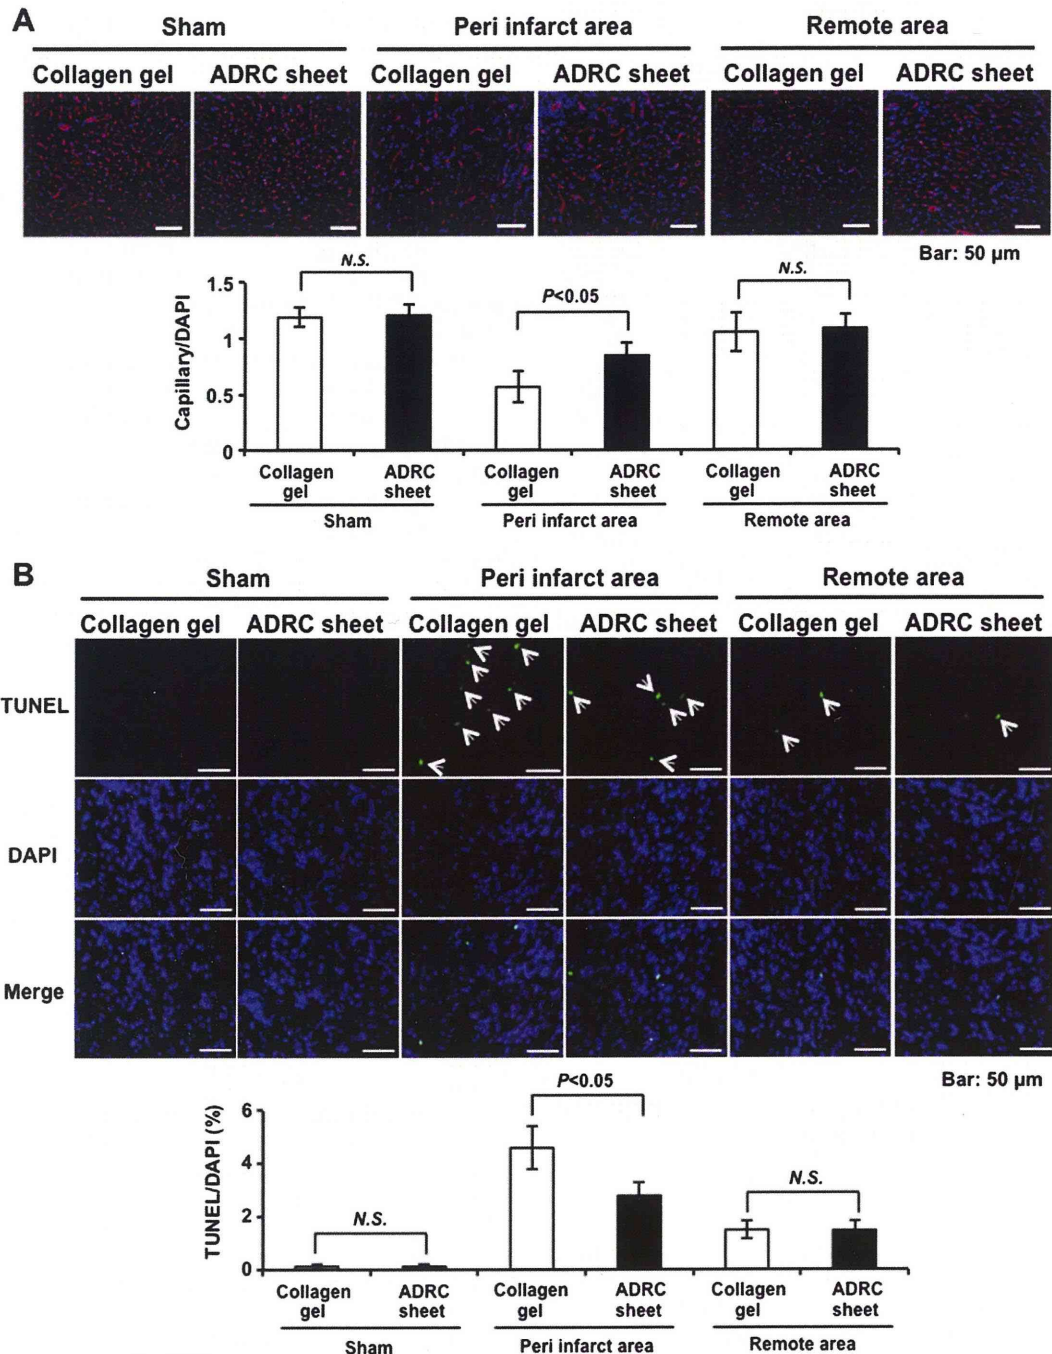 A
Sham Peri infarct area Remote area
Collagen gel ADRC sheet Collagen gel ADRC sheet Collagen gel ADRC sheet
Bar: 50 µm
N.S. P<0.05 N.S.
Capillary/DAPI
1.5
1
0.5
0
Collagen gel ADRC sheet Collagen gel ADRC sheet Collagen gel ADRC sheet
Sham Peri infarct area Remote area
B
Sham Peri infarct area Remote area
Collagen gel ADRC sheet Collagen gel ADRC sheet Collagen gel ADRC sheet
TUNEL
DAPI
Merge
Bar: 50 µm
P<0.05
N.S. N.S.
TUNEL/DAPI (%)
6
4
2
0
Collagen gel ADRC sheet Collagen gel ADRC sheet Collagen gel ADRC sheet
Sham Peri infarct area Remote area